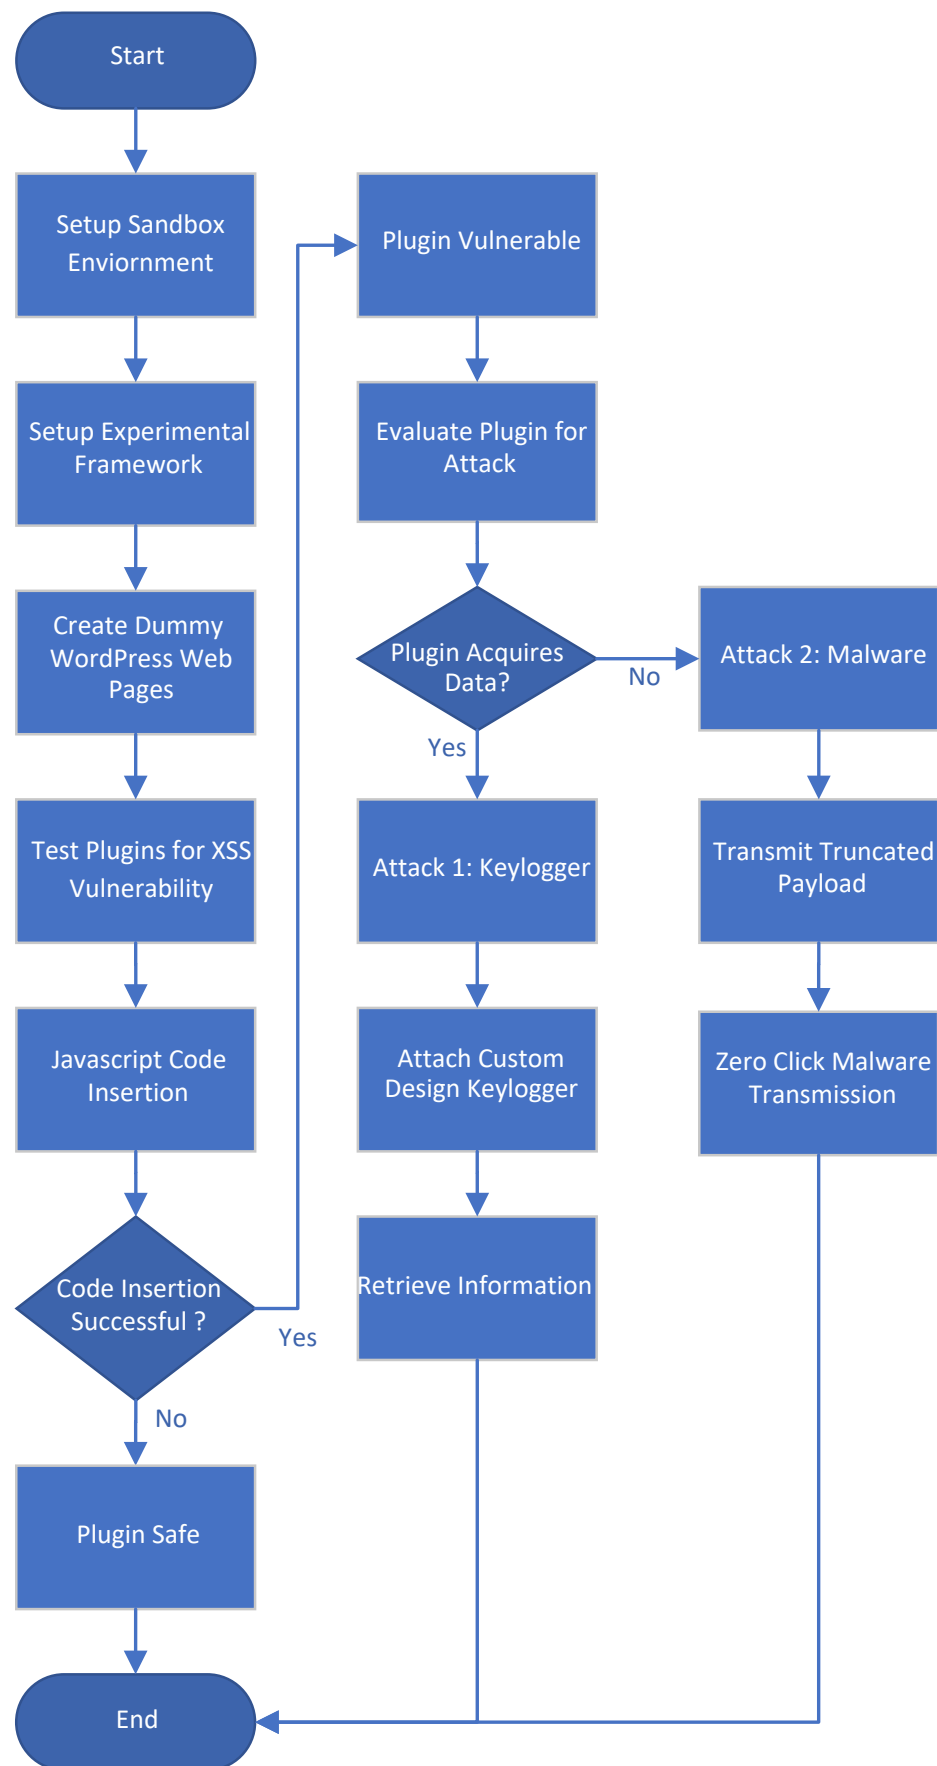 Start
Setup Sandbox
Enviornment
Setup Experimental
Framework
Create Dummy
WordPress Web
Pages
Test Plugins for XSS
Vulnerability
Javascript Code
Insertion
Code Insertion
Successful ?
Yes
No
Plugin Safe
End
Plugin Vulnerable
Evaluate Plugin for
Attack
Plugin Acquires
Data?
No
Yes
Attack 1: Keylogger
Attach Custom
Design Keylogger
Retrieve Information
Attack 2: Malware
Transmit Truncated
Payload
Zero Click Malware
Transmission